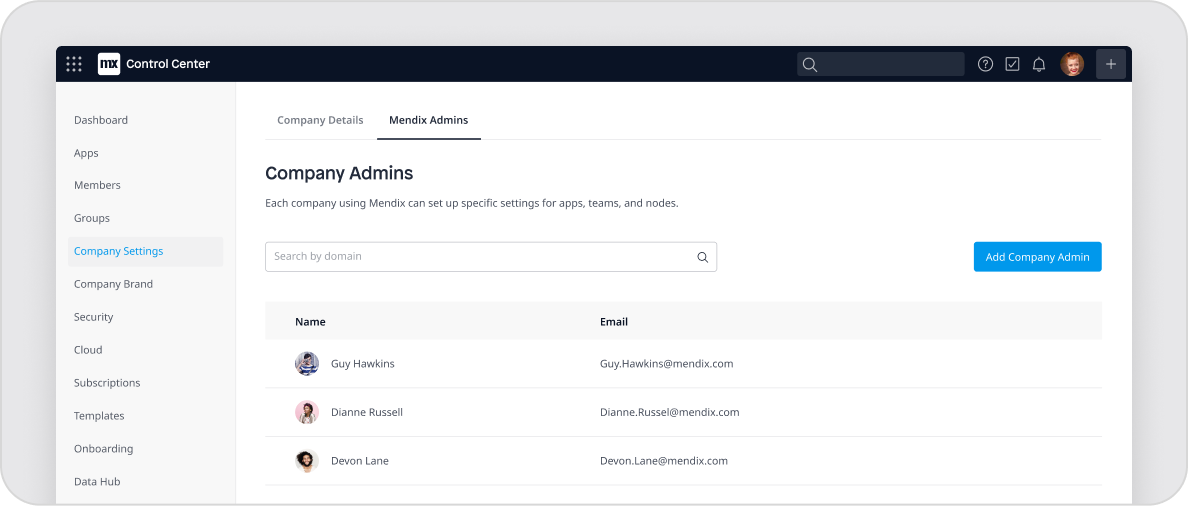 mx Control Center
Dashboard
Apps
Members
Groups
Company Settings
Company Brand
Security
Cloud
Subscriptions
Templates
Onboarding
Data Hub
Company Details Mendix Admins
Company Admins
Each company using Mendix can set up specific settings for apps, teams, and nodes.
Search by domain
Add Company Admin
Name Email
Guy Hawkins Guy.Hawkins@mendix.com
Dianne Russell Dianne.Russel@mendix.com
Devon Lane Devon.Lane@mendix.com